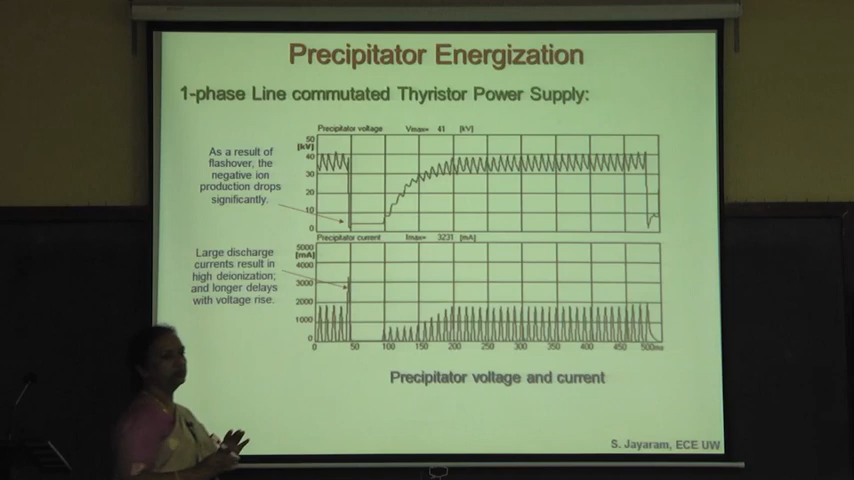 Precipitator Energization
1-phase Line commutated Thyristor Power Supply:
Precipitator voltage Vmax= 41 [kV]
As a result of
flashover, the
negative ion
production drops
significantly.
50
[kV]
40
30
20
10
0
Precipitator current Imax= 3231 [mA]
Large discharge
currents result in
high deionization;
and longer delays
with voltage rise.
5000
[mA]
4000
3000
2000
1000
0
0 50 100 150 200 250 300 350 400 450 500ms
Precipitator voltage and current
S. Jayaram, ECE UW